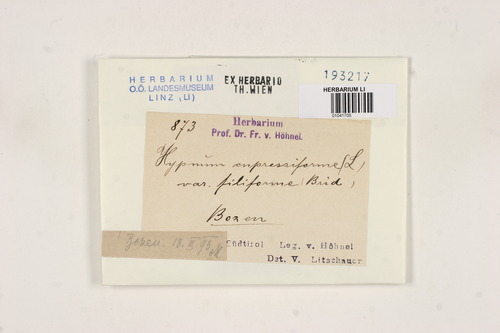 HERBARIUM
O.Ö. LANDESMUSEUM
LINZ (LI)
EX HERBARIO
TH. WIEN
193217
HERBARIUM LI
873
Herbarium
Prof. Dr. Fr. v. Höhnel.
Hypnum cupressiforme (L)
var. filiforme (Brid)
Bozen
Südtirol Leg. v. Höhnel
Det. V. Litschauer